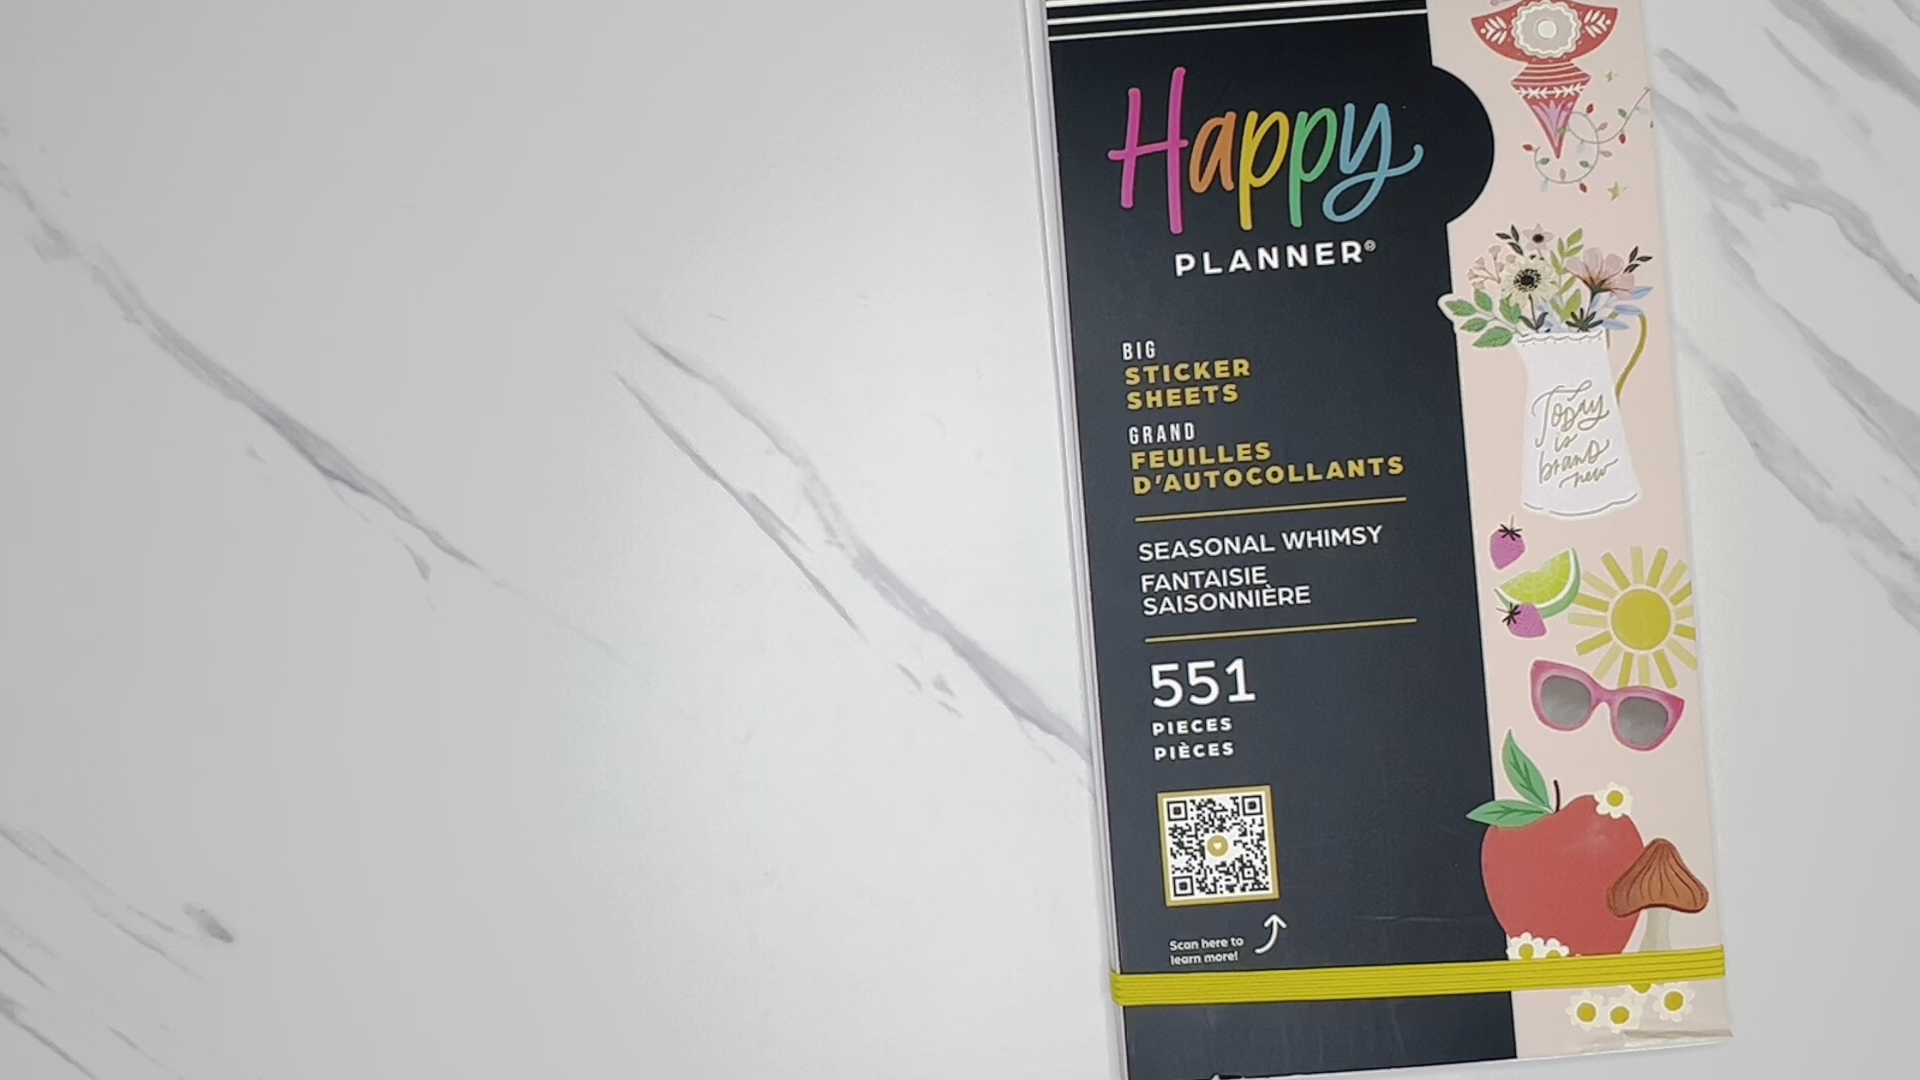 Happy
PLANNER®
BIG
STICKER
SHEETS
GRAND
FEUILLES
D'AUTOCOLLANTS
SEASONAL WHIMSY
FANTAISIE
SAISONNIÈRE
551
PIECES
PIÈCES
Scan here to
learn more!
Today
is
brand
new